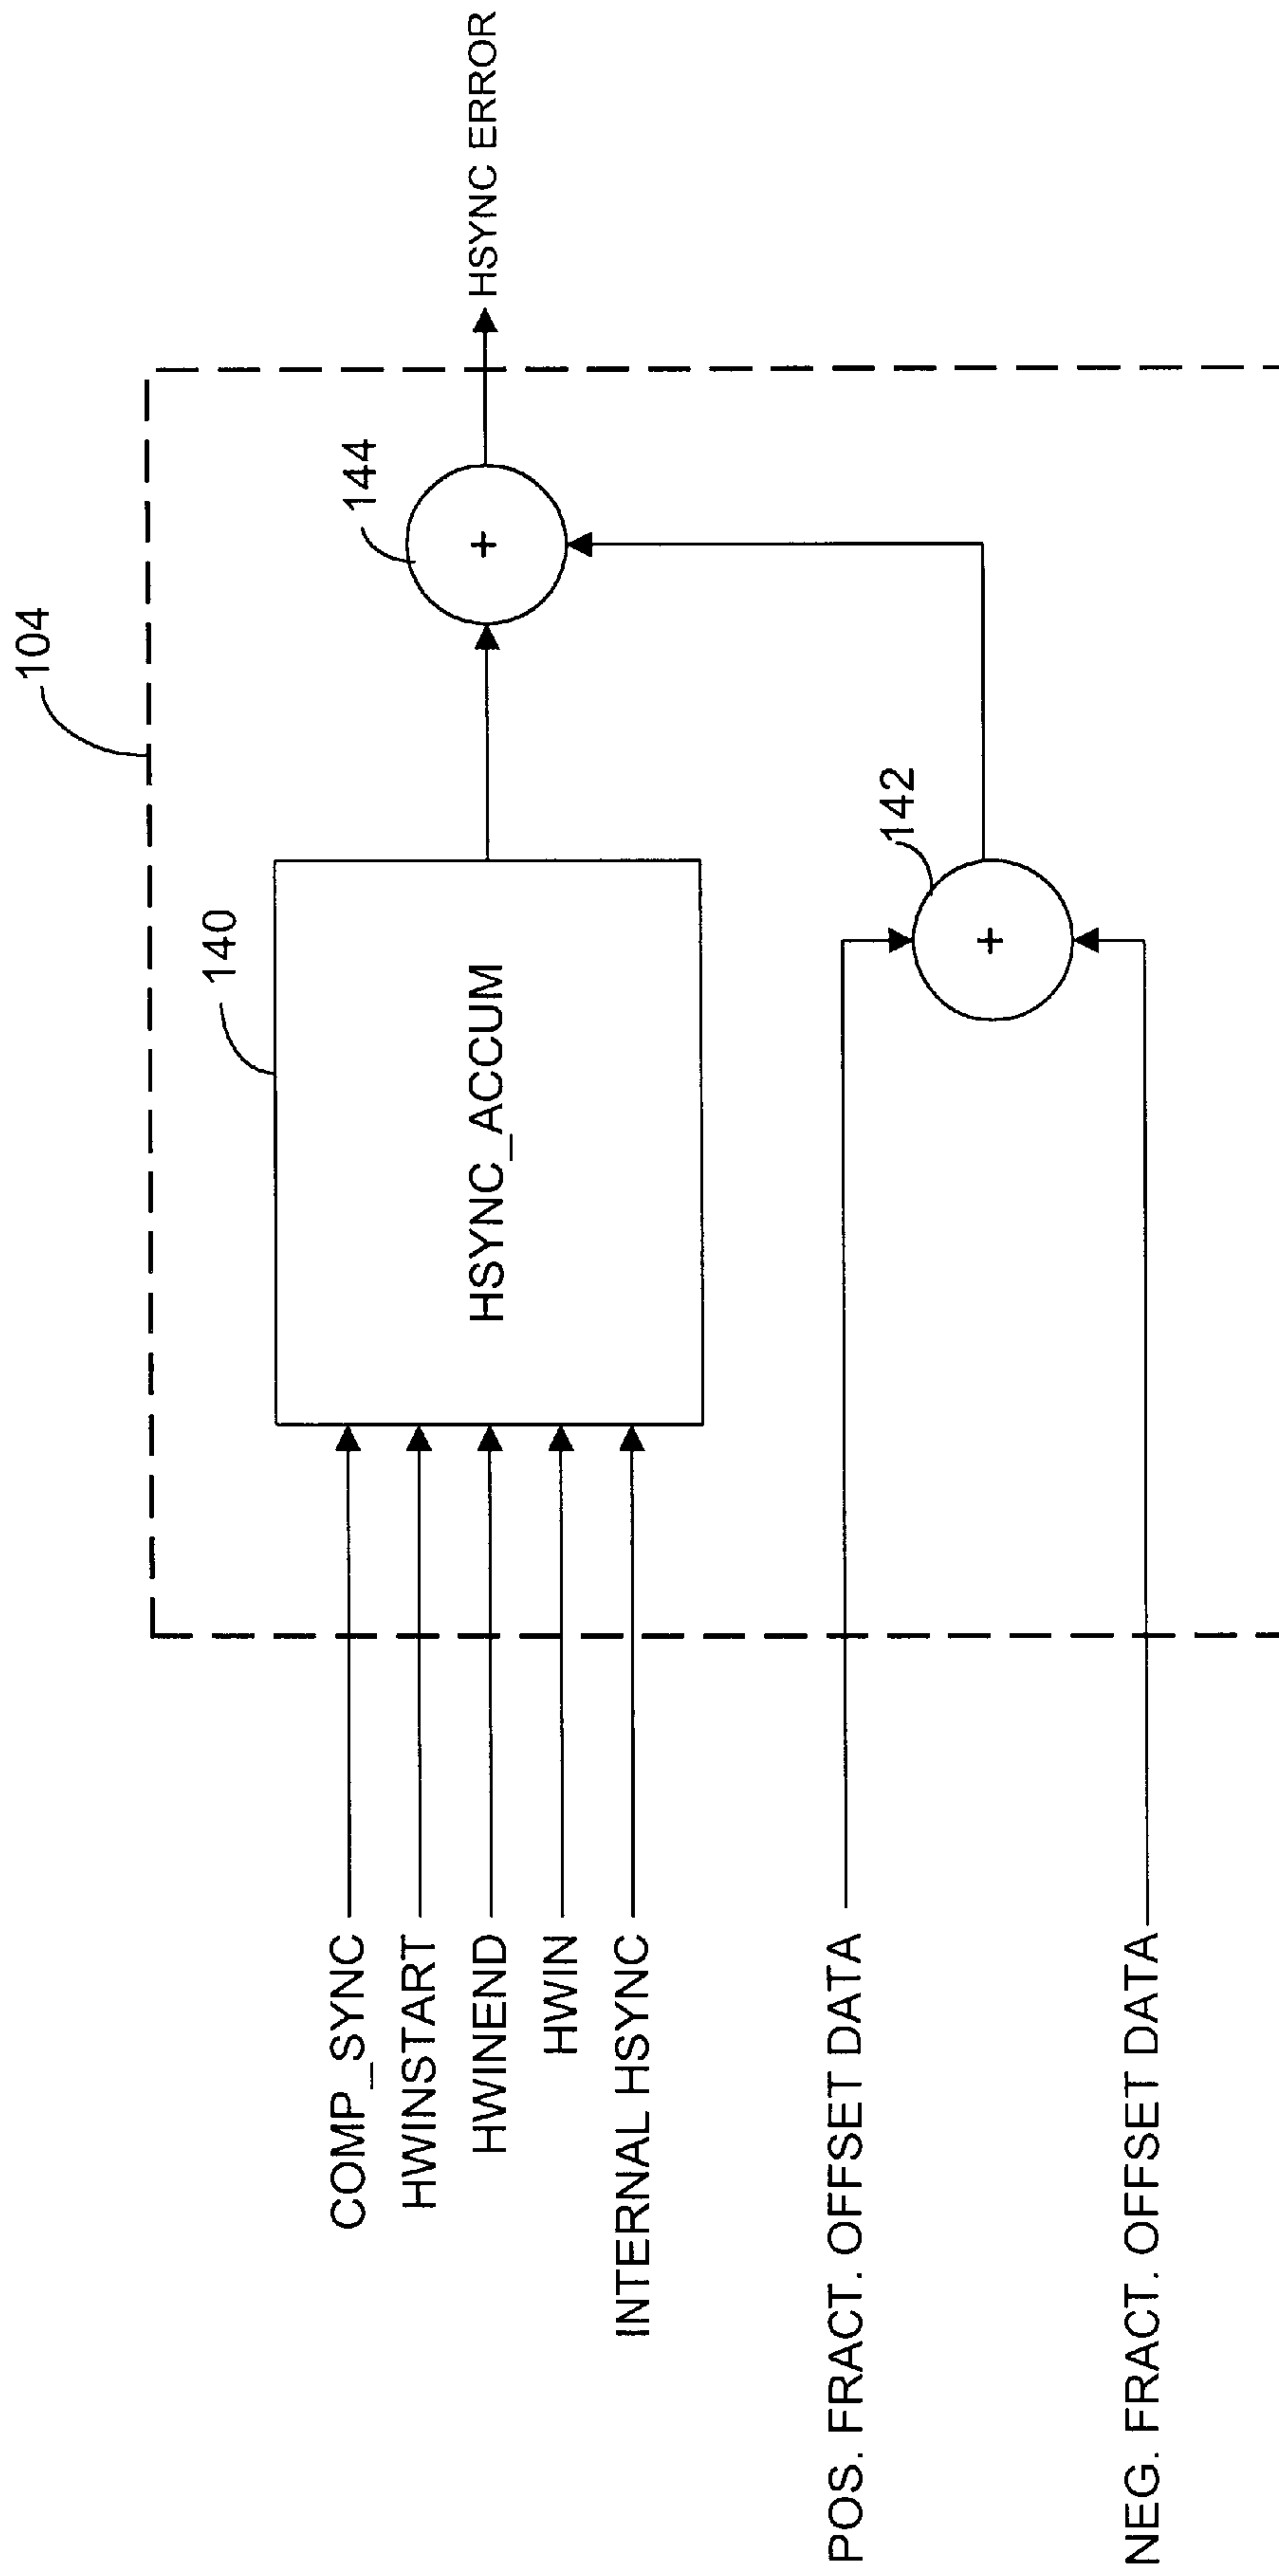 104
140
144
142
COMP_SYNC
HWINSTART
HWINEND
HWIN
INTERNAL HSYNC
HSYNC_ACCUM
+
HSYNC ERROR
POS. FRACT. OFFSET DATA
+
NEG. FRACT. OFFSET DATA